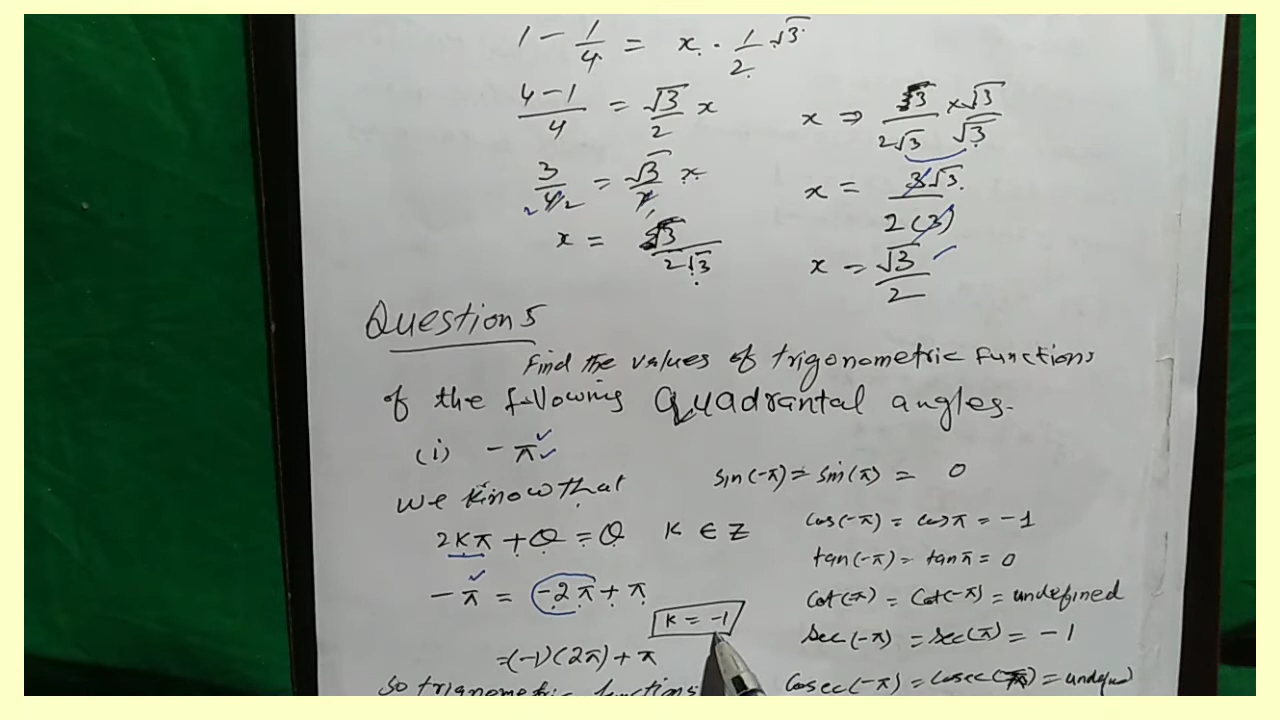 1 - 1/4 = x · 1/2 √3
4-1/4 = √3/2 x
3/4 = √3/2 x
x = 3/2√3
x ⇒ 3/2√3 × √3/√3
x = 3√3/2(3)
x = √3/2
Question 5
Find the values of trigonometric functions
of the following Quadrantal angles.
(i) -π
We know that
2kπ + θ = θ K ∈ Z
-π = -2π + π
K = -1
=(-1)(2π) + π
So trignometric functions
sin(-π) = sin(π) = 0
cos(-π) = cos π = -1
tan(-π) = tan π = 0
Cot(π) = Cot(-π) = undefined
sec(-π) = sec(π) = -1
Cosec(-π) = Cosec(π) =